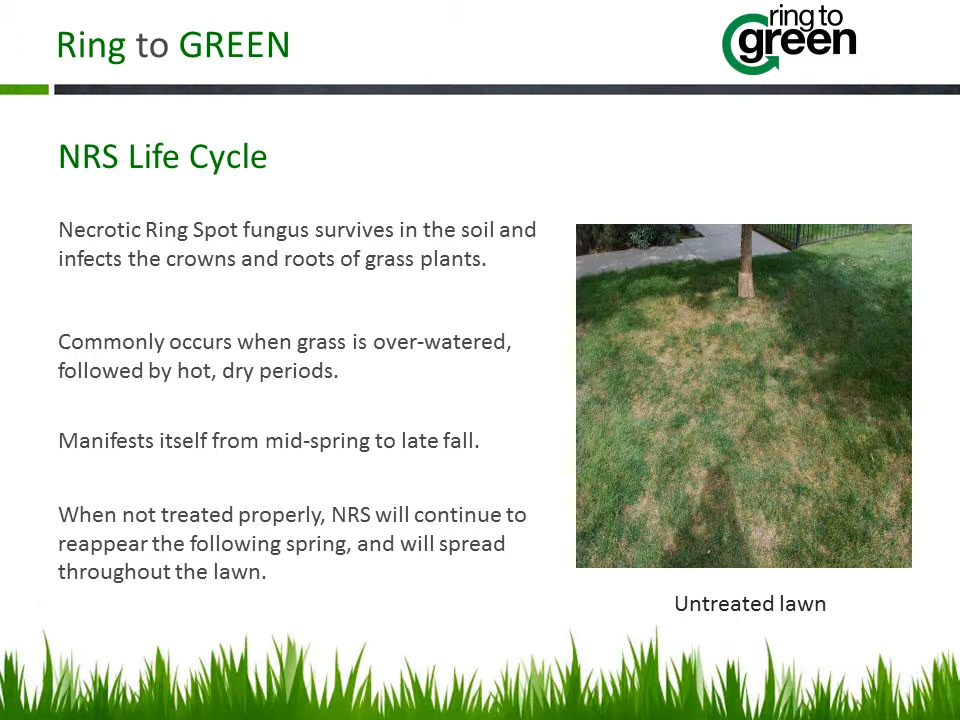 Ring to GREEN
ring to
green
NRS Life Cycle
Necrotic Ring Spot fungus survives in the soil and
infects the crowns and roots of grass plants.
Commonly occurs when grass is over-watered,
followed by hot, dry periods.
Manifests itself from mid-spring to late fall.
When not treated properly, NRS will continue to
reappear the following spring, and will spread
throughout the lawn.
Untreated lawn